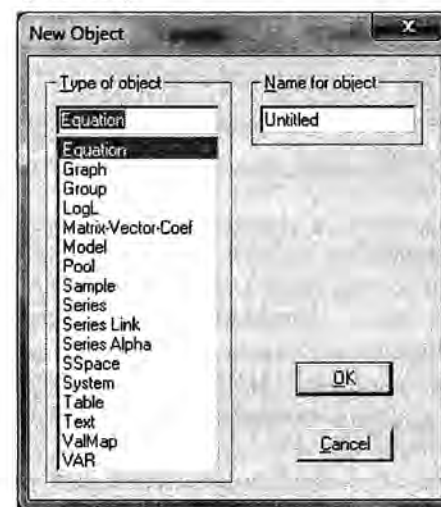 New Object
Type of object
Equation
Equation
Graph
Group
LogL
Matrix-Vector-Coef
Model
Pool
Sample
Series
Series Link
Series Alpha
SSpace
System
Table
Text
ValMap
VAR
Name for object
Untitled
OK
Cancel